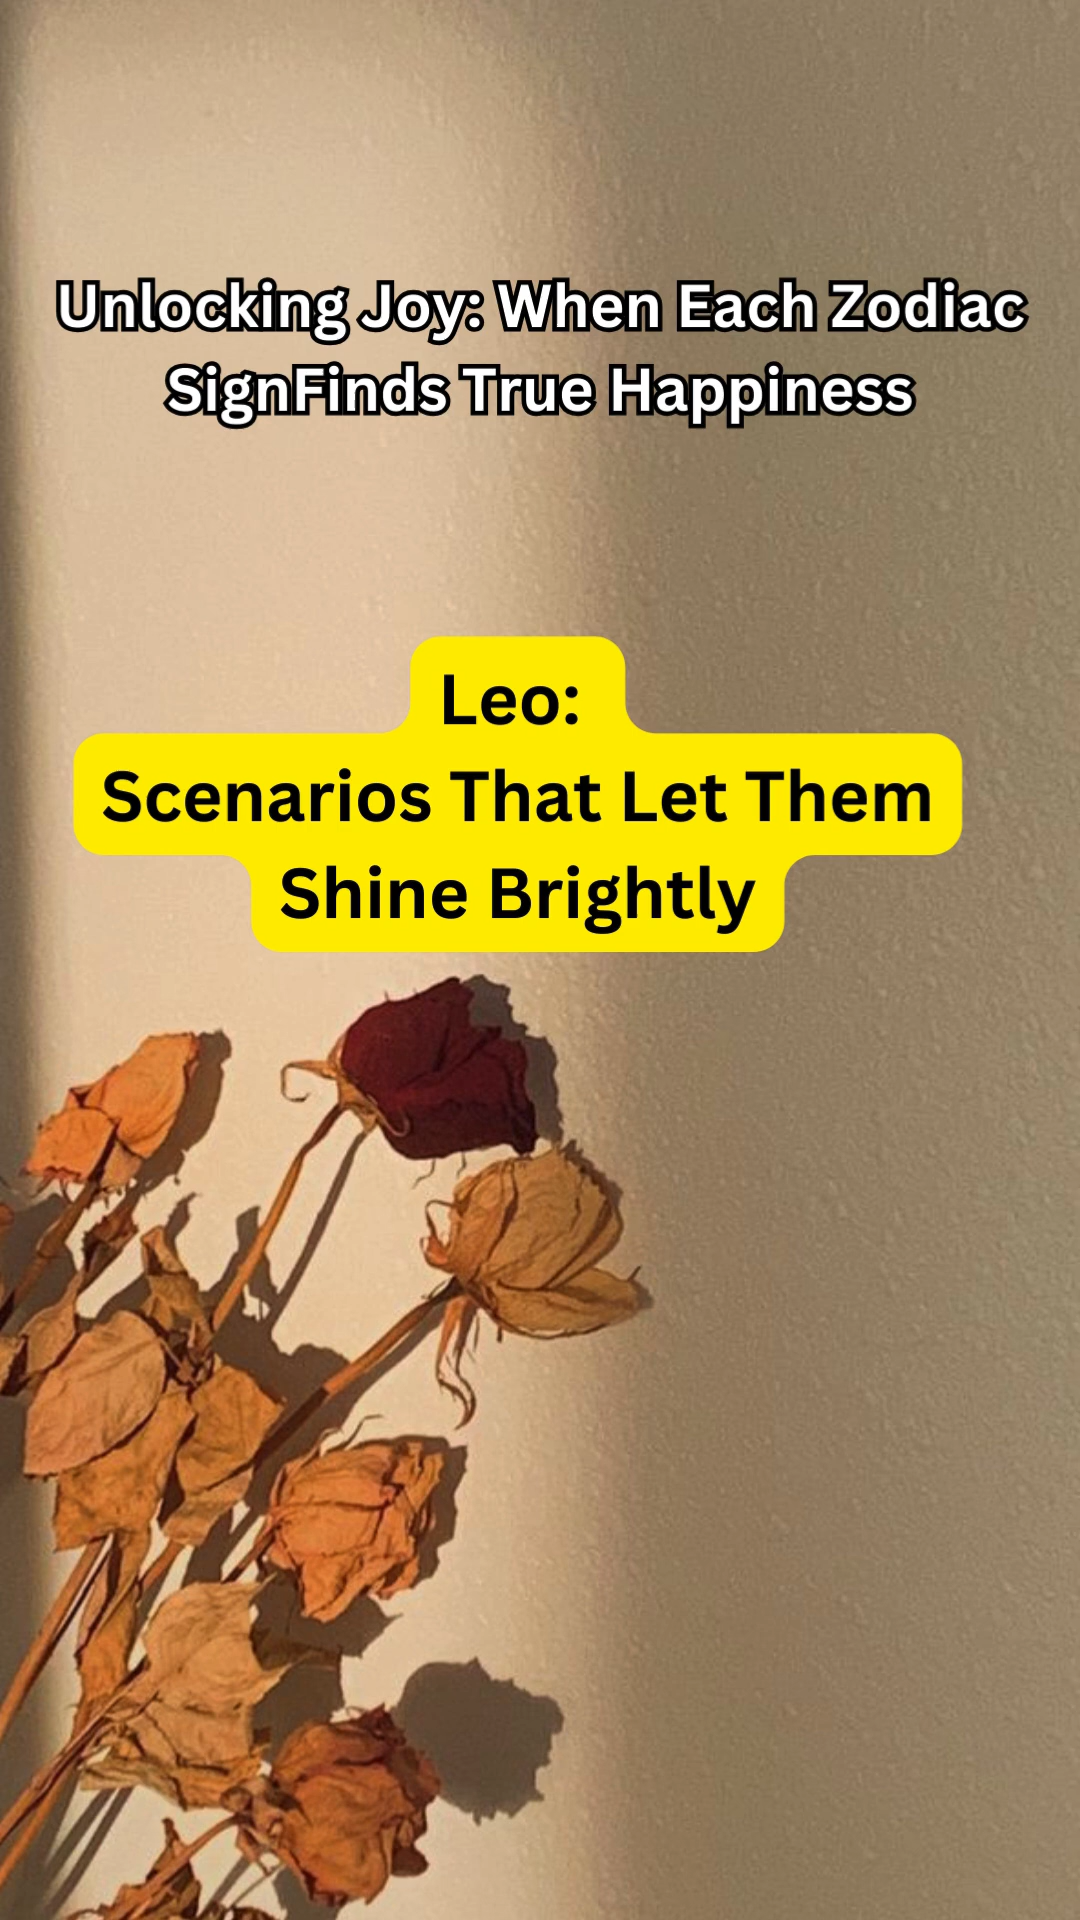 Unlocking Joy: When Each Zodiac
SignFinds True Happiness
Leo:
Scenarios That Let Them
Shine Brightly